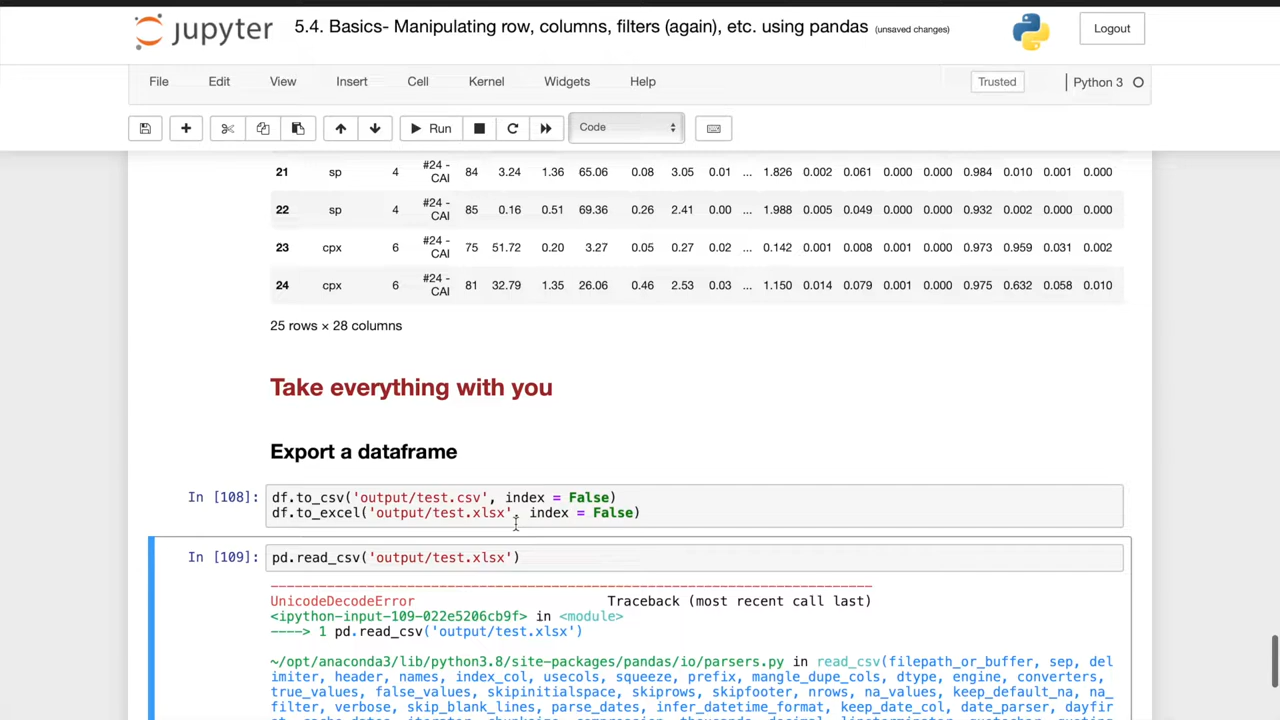 jupyter 5.4. Basics- Manipulating row, columns, filters (again), etc. using pandas (unsaved changes) Logout
File Edit View Insert Cell Kernel Widgets Help Trusted Python 3
Run Code
21 sp 4 #24 - CAI 84 3.24 1.36 65.06 0.08 3.05 0.01 ... 1.826 0.002 0.061 0.000 0.000 0.984 0.010 0.001 0.000
22 sp 4 #24 - CAI 85 0.16 0.51 69.36 0.26 2.41 0.00 ... 1.988 0.005 0.049 0.000 0.000 0.932 0.002 0.000 0.000
23 cpx 6 #24 - CAI 75 51.72 0.20 3.27 0.05 0.27 0.02 ... 0.142 0.001 0.008 0.001 0.000 0.973 0.959 0.031 0.002
24 cpx 6 #24 - CAI 81 32.79 1.35 26.06 0.46 2.53 0.03 ... 1.150 0.014 0.079 0.001 0.000 0.975 0.632 0.058 0.010
25 rows × 28 columns
Take everything with you
Export a dataframe
In [108]: df.to_csv('output/test.csv', index = False)
df.to_excel('output/test.xlsx', index = False)
In [109]: pd.read_csv('output/test.xlsx')
---------------------------------------------------------------------------
UnicodeDecodeError Traceback (most recent call last)
<ipython-input-109-022e5206cb9f> in <module>
----> 1 pd.read_csv('output/test.xlsx')
~/opt/anaconda3/lib/python3.8/site-packages/pandas/io/parsers.py in read_csv(filepath_or_buffer, sep, del
imiter, header, names, index_col, usecols, squeeze, prefix, mangle_dupe_cols, dtype, engine, converters,
true_values, false_values, skipinitialspace, skiprows, skipfooter, nrows, na_values, keep_default_na, na_
filter, verbose, skip_blank_lines, parse_dates, infer_datetime_format, keep_date_col, date_parser, dayfir